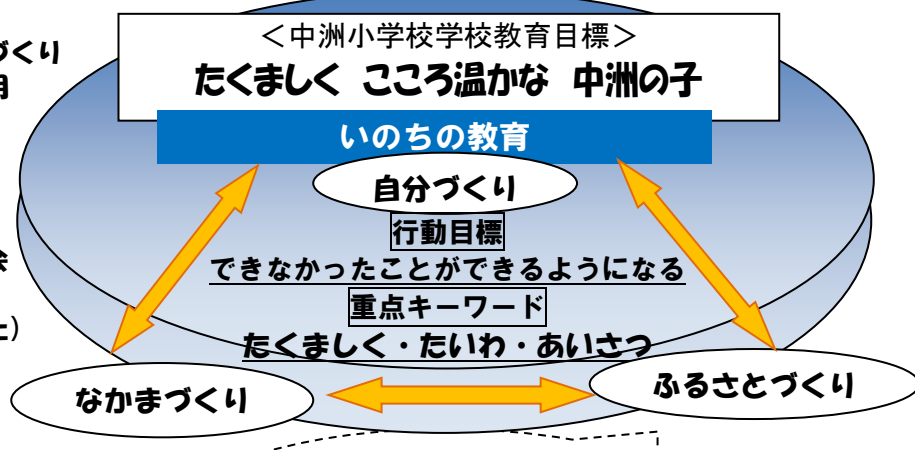 ＜中洲小学校学校教育目標＞
づくり
たくましく こころ温かな 中洲の子
いのちの教育
自分づくり
行動目標
できなかったことができるようになる
重点キーワード
たくましく・たいわ・あいさつ
なかまづくり
ふるさとづくり